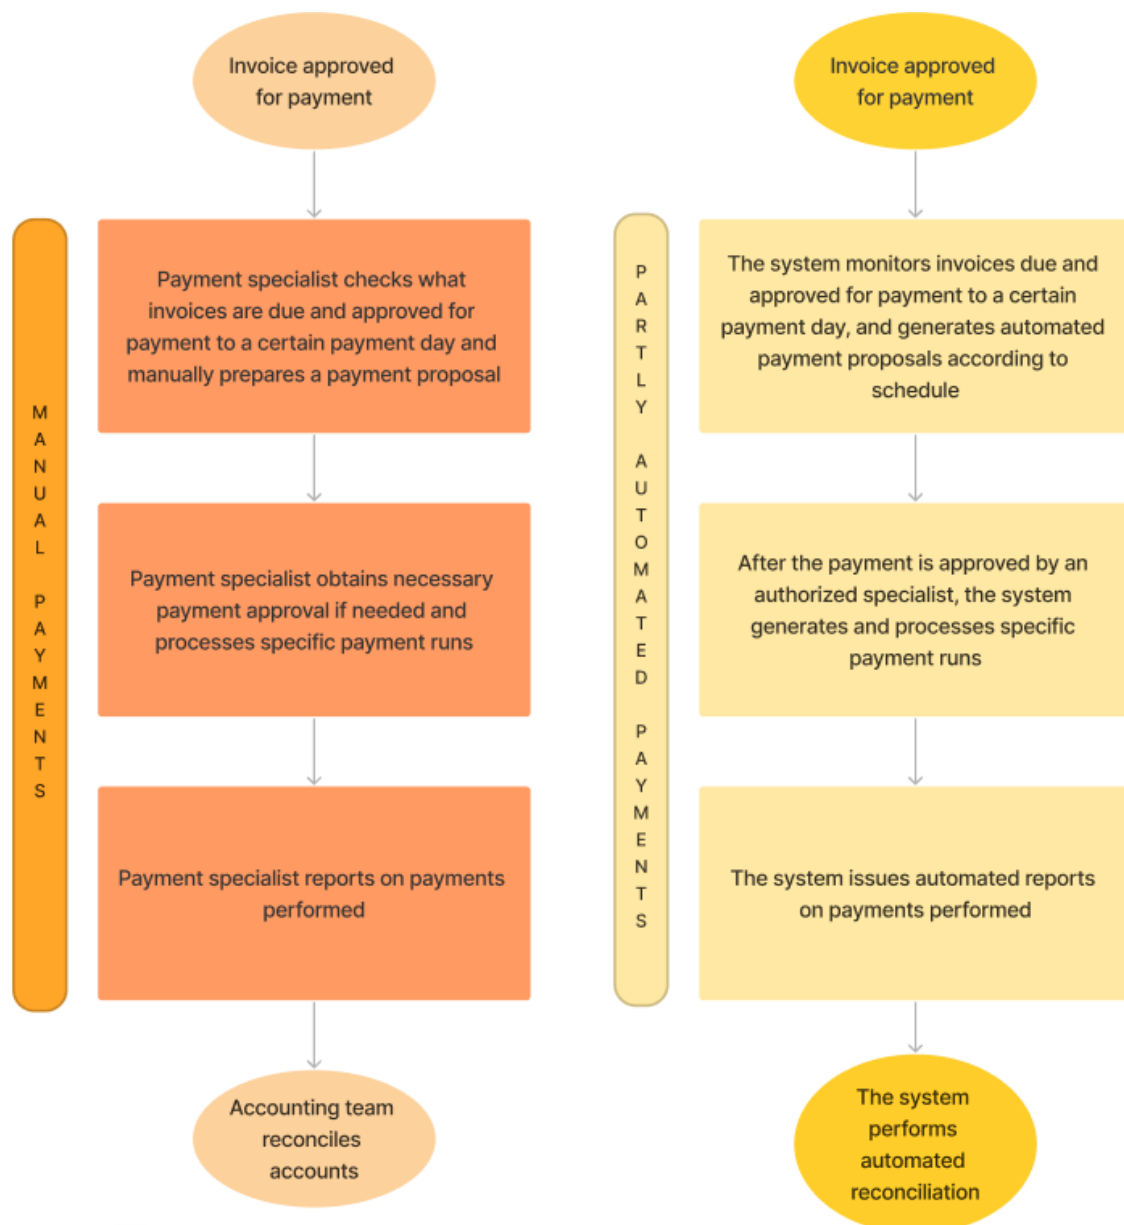 Invoice approved
for payment
MANUAL PAYMENTS
Payment specialist checks what
invoices are due and approved for
payment to a certain payment day and
manually prepares a payment proposal
Payment specialist obtains necessary
payment approval if needed and
processes specific payment runs
Payment specialist reports on payments
performed
Accounting team
reconciles
accounts
Invoice approved
for payment
PARTLY AUTOMATED PAYMENTS
The system monitors invoices due and
approved for payment to a certain
payment day, and generates automated
payment proposals according to
schedule
After the payment is approved by an
authorized specialist, the system
generates and processes specific
payment runs
The system issues automated reports
on payments performed
The system
performs
automated
reconciliation